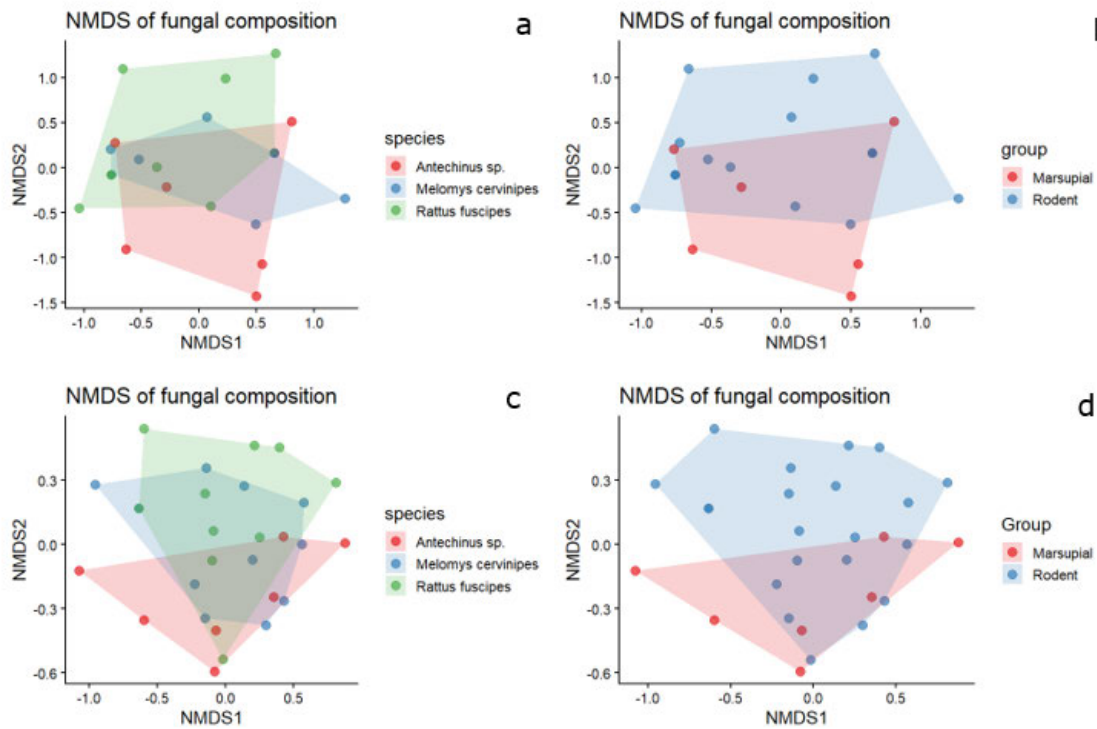 NMDS of fungal composition
a
1.0
0.5
0.0
-0.5
-1.0
-1.5
NMDS2
-1.0
-0.5
0.0
0.5
1.0
NMDS1
species
Antechinus sp.
Melomys cervinipes
Rattus fuscipes
NMDS of fungal composition
1.0
0.5
0.0
-0.5
-1.0
-1.5
NMDS2
-1.0
-0.5
0.0
0.5
1.0
NMDS1
group
Marsupial
Rodent
NMDS of fungal composition
c
0.3
0.0
-0.3
-0.6
NMDS2
-1.0
-0.5
0.0
0.5
NMDS1
species
Antechinus sp.
Melomys cervinipes
Rattus fuscipes
NMDS of fungal composition
d
0.3
0.0
-0.3
-0.6
NMDS2
-1.0
-0.5
0.0
0.5
NMDS1
Group
Marsupial
Rodent